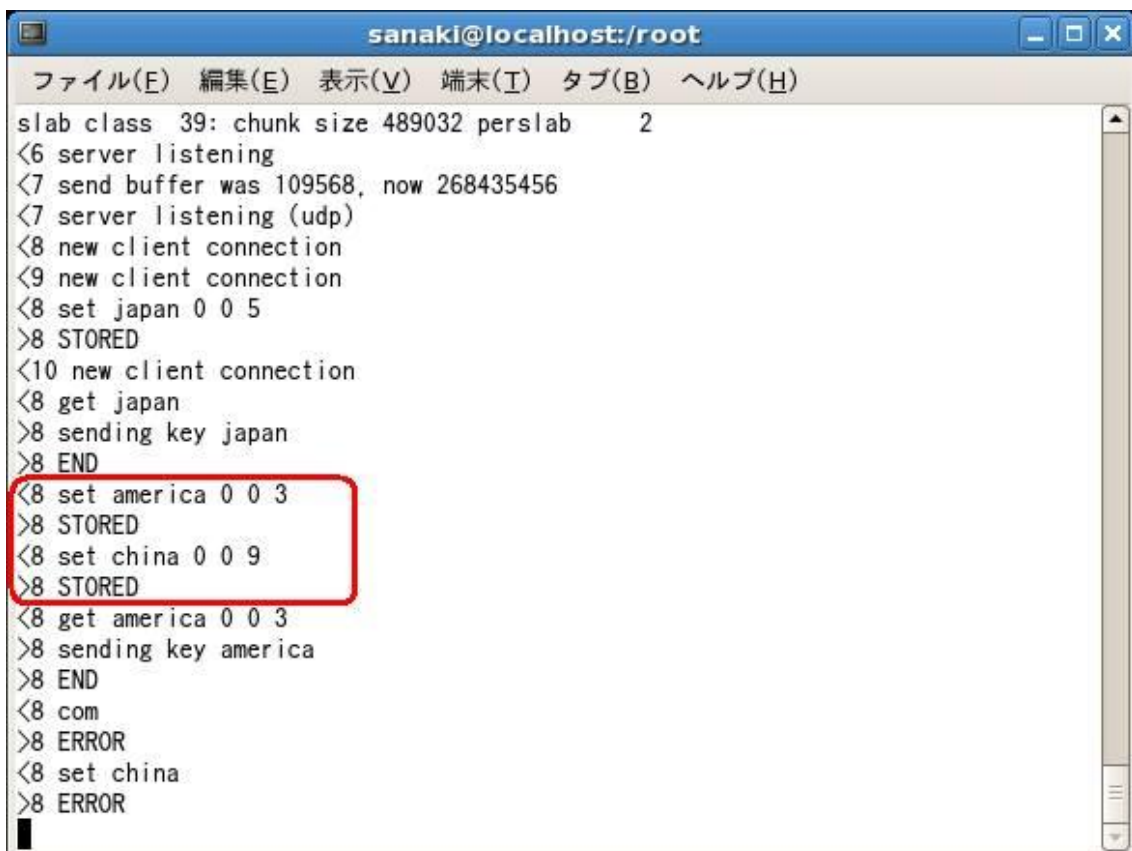 sanaki@localhost:/root
ファイル(F) 編集(E) 表示(V) 端末(T) タブ(B) ヘルプ(H)
slab class  39: chunk size 489032 perslab     2
<6 server listening
<7 send buffer was 109568, now 268435456
<7 server listening (udp)
<8 new client connection
<9 new client connection
<8 set japan 0 0 5
>8 STORED
<10 new client connection
<8 get japan
>8 sending key japan
>8 END
<8 set america 0 0 3
>8 STORED
<8 set china 0 0 9
>8 STORED
<8 get america 0 0 3
>8 sending key america
>8 END
<8 com
>8 ERROR
<8 set china
>8 ERROR